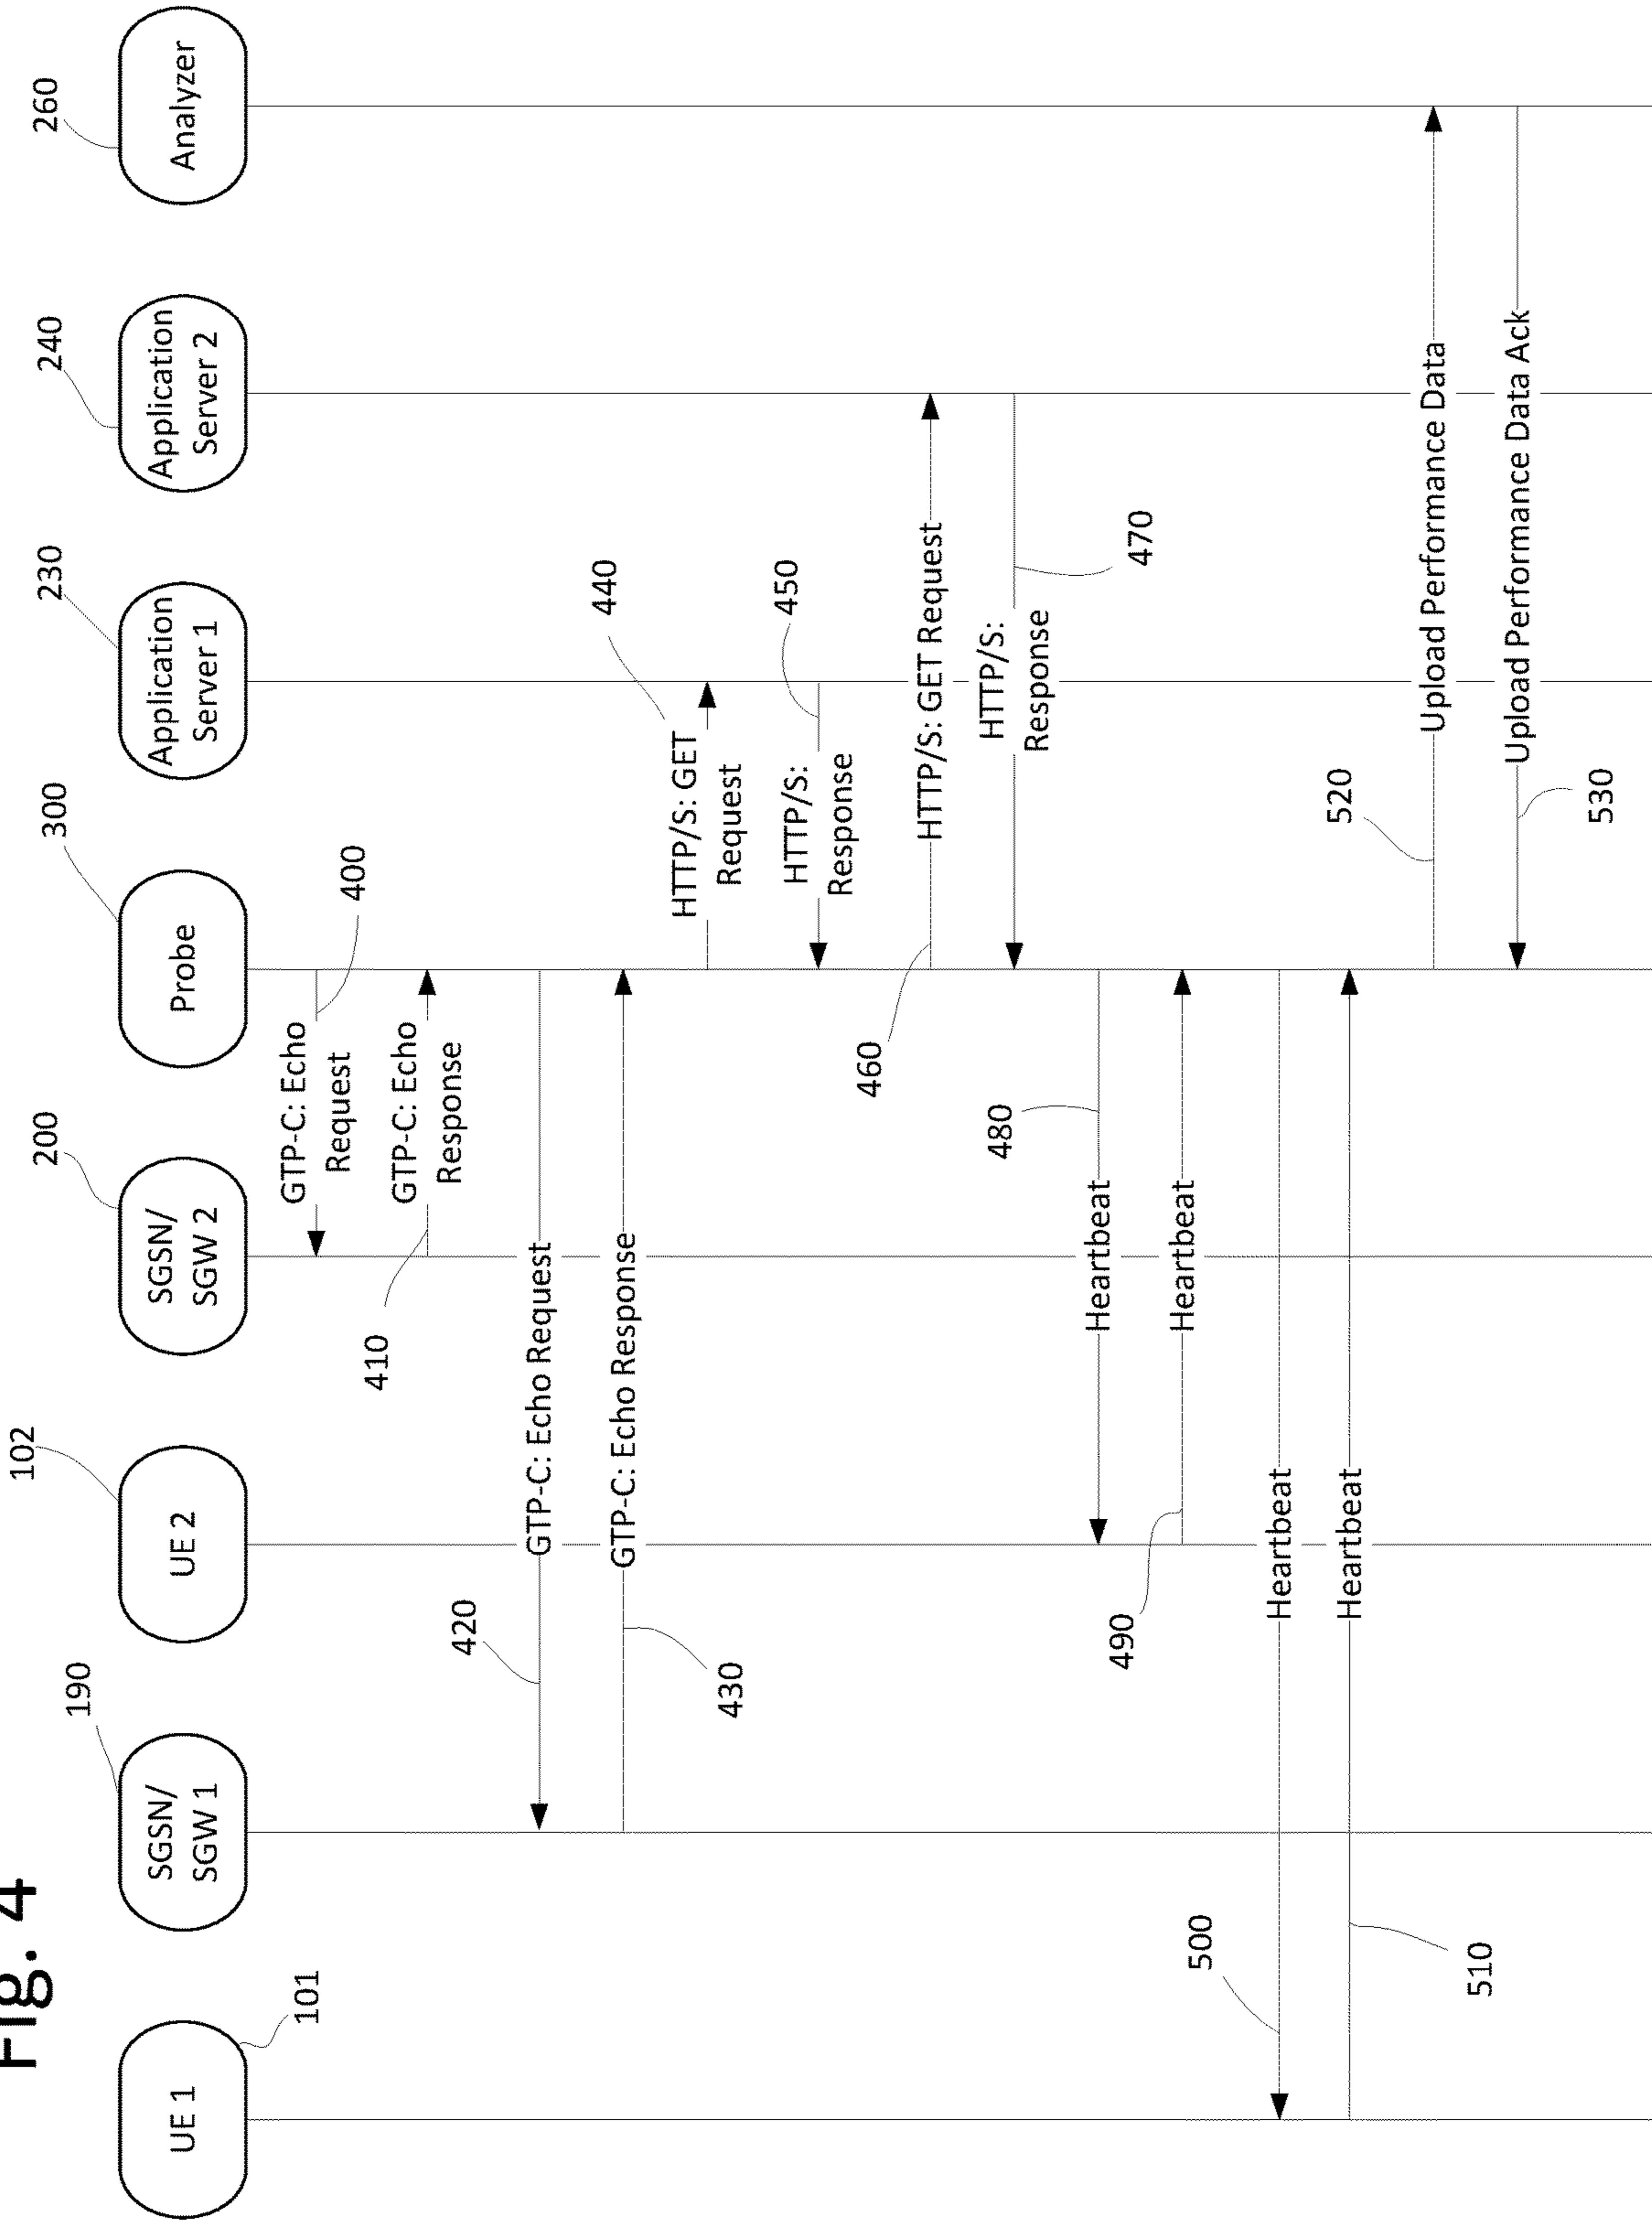 Fig. 4
UE 1
101
SGSN/
SGW 1
190
UE 2
102
SGSN/
SGW 2
200
Probe
300
Application
Server 1
230
Application
Server 2
240
Analyzer
260
GTP-C: Echo
Request
400
GTP-C: Echo
Response
410
GTP-C: Echo Request
420
GTP-C: Echo Response
430
HTTP/S: GET
Request
440
HTTP/S:
Response
450
HTTP/S: GET Request
460
HTTP/S:
Response
470
Heartbeat
480
Heartbeat
490
Heartbeat
500
Heartbeat
510
Upload Performance Data
520
Upload Performance Data Ack
530